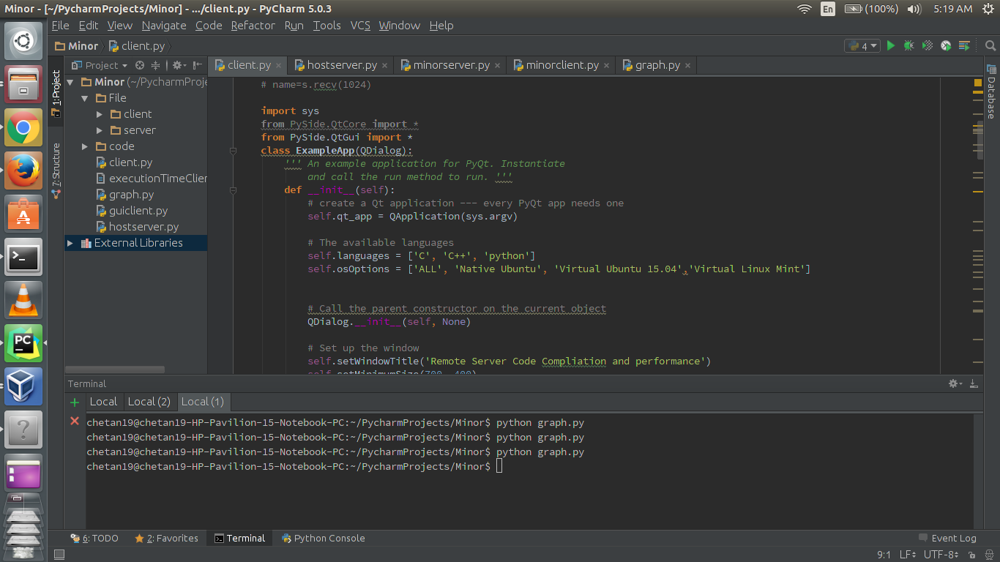 Minor - [~/PycharmProjects/Minor] - .../client.py - PyCharm 5.0.3
En (100%) 5:19 AM
File Edit View Navigate Code Refactor Run Tools VCS Window Help
Minor client.py
4
Project
client.py hostserver.py minorserver.py minorclient.py graph.py
1: Project
7: Structure
Database
Minor (~/PycharmProje
File
client
server
code
client.py
executionTimeClien
graph.py
guiclient.py
hostserver.py
External Libraries
# name=s.recv(1024)
import sys
from PySide.QtCore import *
from PySide.QtGui import *
class ExampleApp(QDialog):
''' An example application for PyQt. Instantiate
and call the run method to run. '''
def __init__(self):
# create a Qt application --- every PyQt app needs one
self.qt_app = QApplication(sys.argv)
# The available languages
self.languages = ['C', 'C++', 'python']
self.osOptions = ['ALL', 'Native Ubuntu', 'Virtual Ubuntu 15.04','Virtual Linux Mint']
# Call the parent constructor on the current object
QDialog.__init__(self, None)
# Set up the window
self.setWindowTitle('Remote Server Code Compliation and performance')
self.setMinimumSize(700, 400)
Terminal
Local Local (2) Local (1)
chetan19@chetan19-HP-Pavilion-15-Notebook-PC:~/PycharmProjects/Minor$ python graph.py
chetan19@chetan19-HP-Pavilion-15-Notebook-PC:~/PycharmProjects/Minor$ python graph.py
chetan19@chetan19-HP-Pavilion-15-Notebook-PC:~/PycharmProjects/Minor$ python graph.py
chetan19@chetan19-HP-Pavilion-15-Notebook-PC:~/PycharmProjects/Minor$
6: TODO 2: Favorites Terminal Python Console Event Log
9:1 LF UTF-8